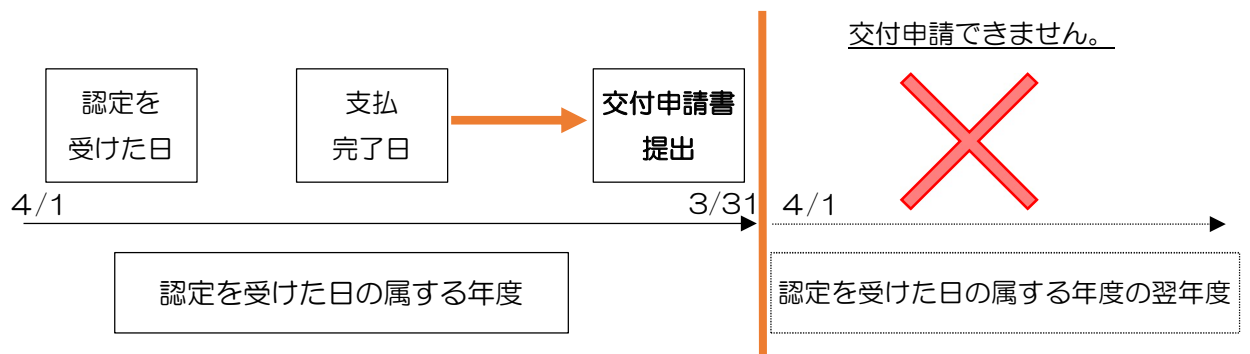 交付申請できません。
認定を
受けた日
支払
完了日
交付申請書
提出
4/1
3/31
4/1
認定を受けた日の属する年度
認定を受けた日の属する年度の翌年度